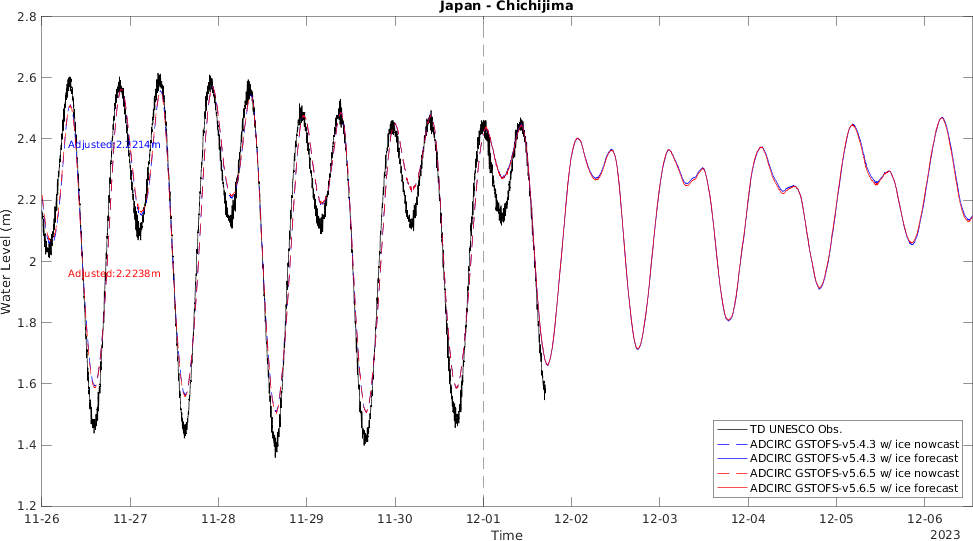 Japan - Chichijima
2.8
2.6
2.4
2.2
2
1.8
1.6
1.4
1.2
Water Level (m)
Adjusted:2.2214m
Adjusted:2.2238m
TD UNESCO Obs.
ADCIRC GSTOFS-v5.4.3 w/ ice nowcast
ADCIRC GSTOFS-v5.4.3 w/ ice forecast
ADCIRC GSTOFS-v5.6.5 w/ ice nowcast
ADCIRC GSTOFS-v5.6.5 w/ ice forecast
11-26 11-27 11-28 11-29 11-30 12-01 12-02 12-03 12-04 12-05 12-06
Time
2023